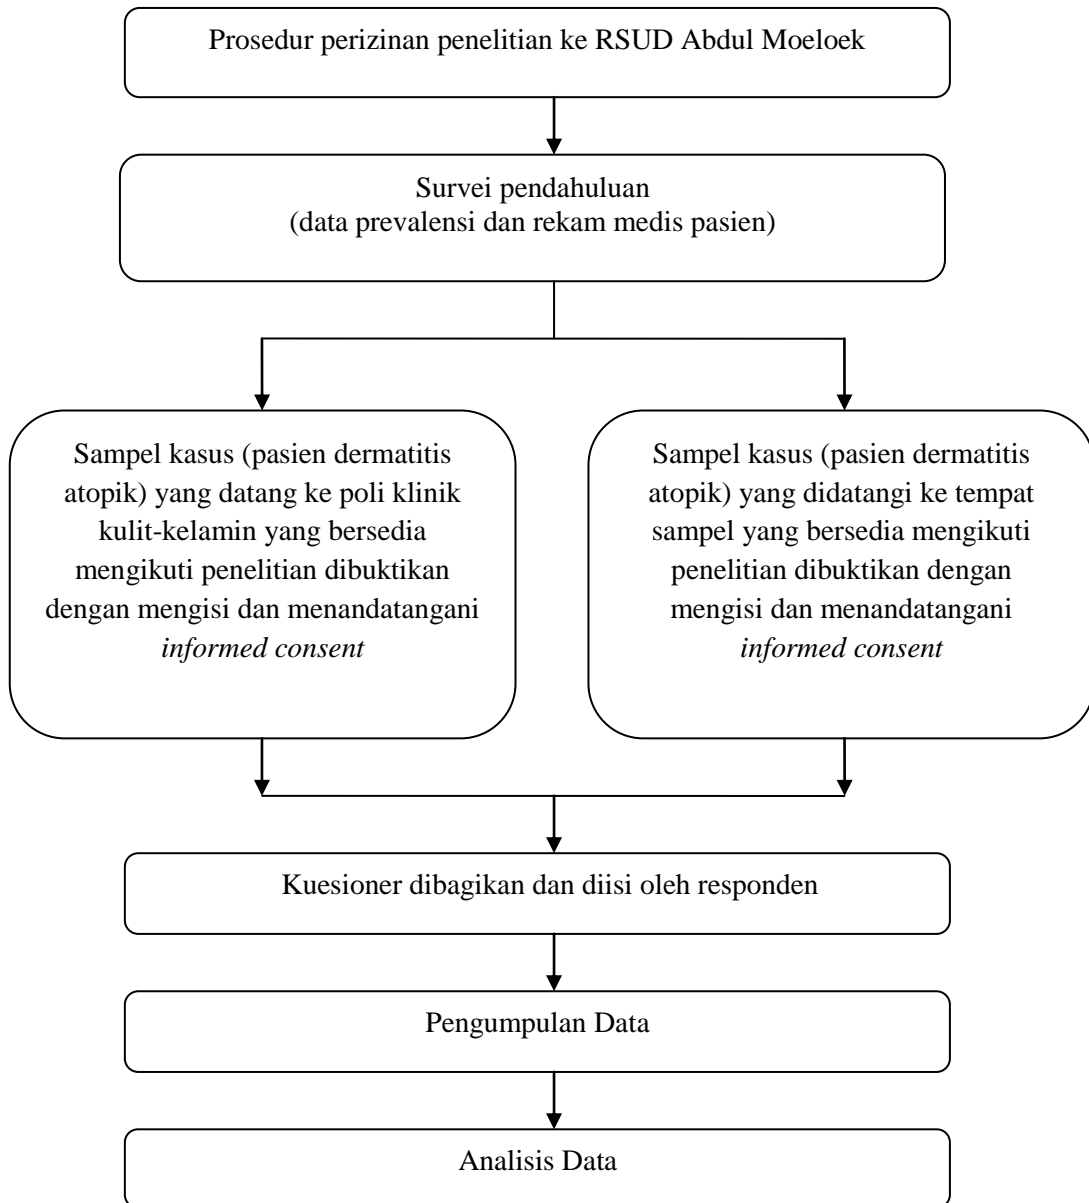 Prosedur perizinan penelitian ke RSUD Abdul Moeloek
Survei pendahuluan
(data prevalensi dan rekam medis pasien)
Sampel kasus (pasien dermatitis
atopik) yang datang ke poli klinik
kulit-kelamin yang bersedia
mengikuti penelitian dibuktikan
dengan mengisi dan menandatangani
informed consent
Sampel kasus (pasien dermatitis
atopik) yang didatangi ke tempat
sampel yang bersedia mengikuti
penelitian dibuktikan dengan
mengisi dan menandatangani
informed consent
Kuesioner dibagikan dan diisi oleh responden
Pengumpulan Data
Analisis Data